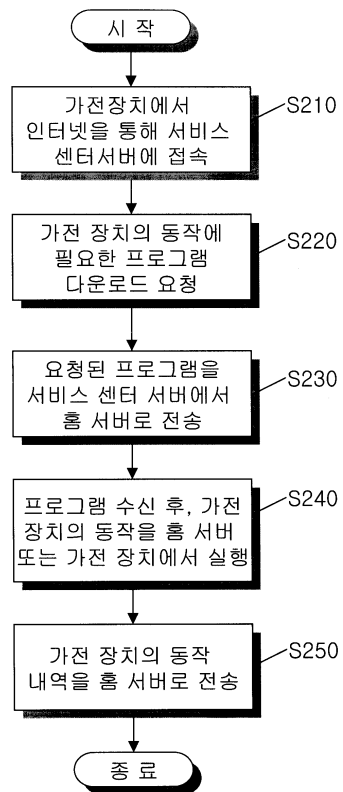 시 작
가전장치에서
인터넷을 통해 서비스
센터서버에 접속
S210
가전 장치의 동작에
필요한 프로그램
다운로드 요청
S220
요청된 프로그램을
서비스 센터 서버에서
홈 서버로 전송
S230
프로그램 수신 후, 가전
장치의 동작을 홈 서버
또는 가전 장치에서 실행
S240
가전 장치의 동작
내역을 홈 서버로 전송
S250
종 료